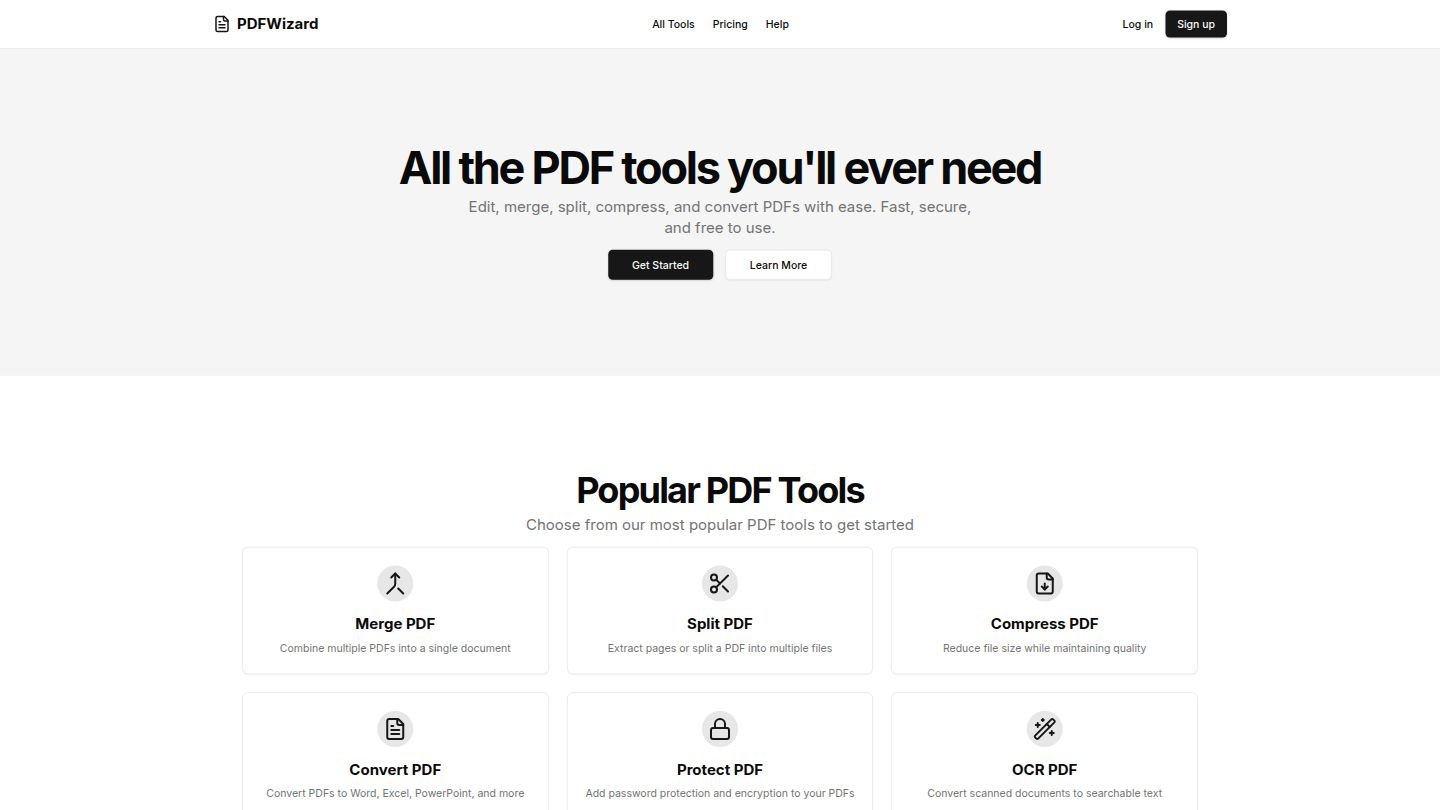 PDFWizard
All Tools
Pricing
Help
Log in
Sign up
All the PDF tools you'll ever need
Edit, merge, split, compress, and convert PDFs with ease. Fast, secure,
and free to use.
Get Started
Learn More
Popular PDF Tools
Choose from our most popular PDF tools to get started
Merge PDF
Combine multiple PDFs into a single document
Split PDF
Extract pages or split a PDF into multiple files
Compress PDF
Reduce file size while maintaining quality
Convert PDF
Convert PDFs to Word, Excel, PowerPoint, and more
Protect PDF
Add password protection and encryption to your PDFs
OCR PDF
Convert scanned documents to searchable text